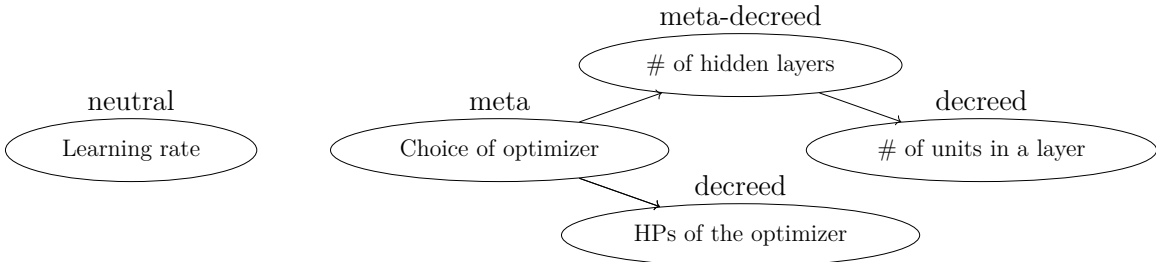 meta-decreed
# of hidden layers
neutral
Learning rate
meta
Choice of optimizer
decreed
# of units in a layer
decreed
HPs of the optimizer